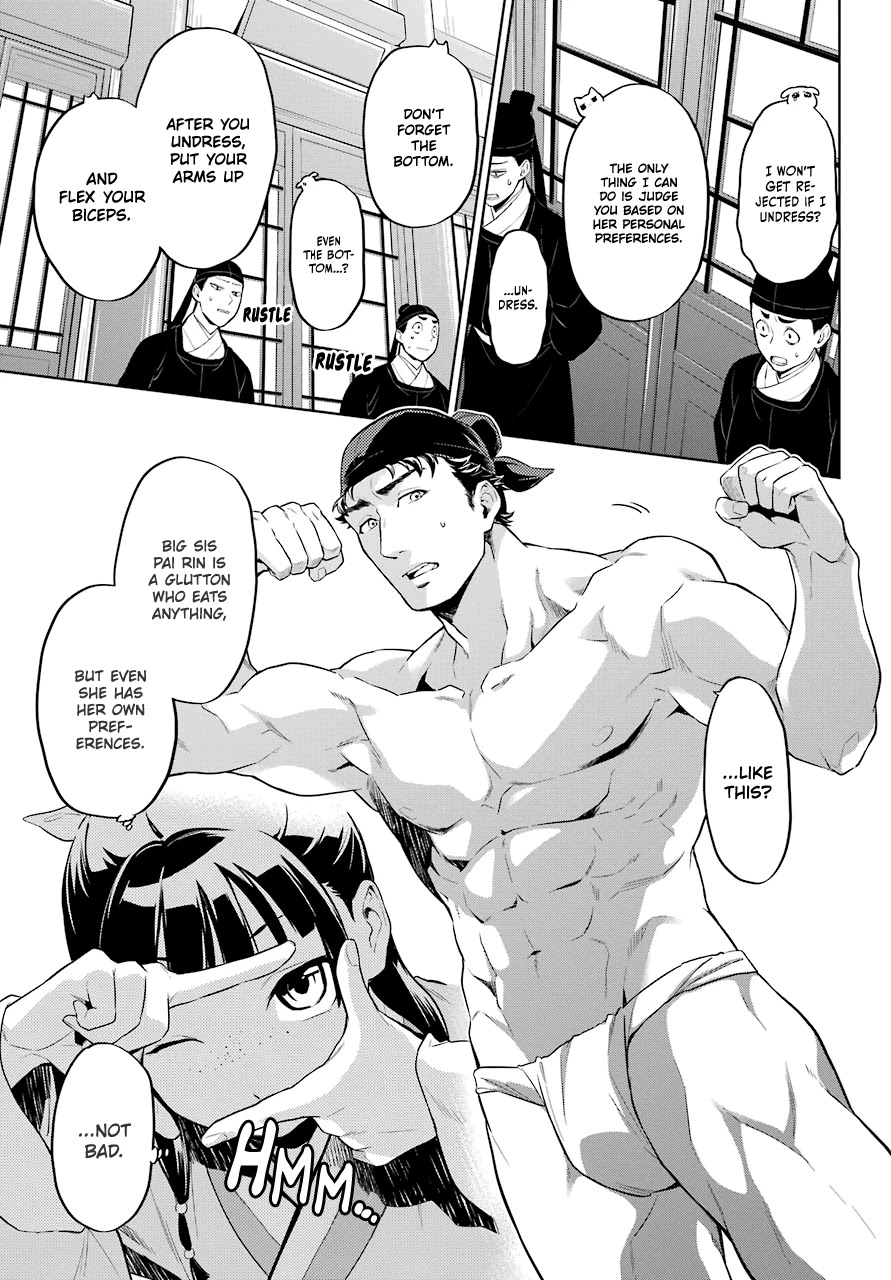 I WON'T
GET RE-
JECTED IF I
UNDRESS?
THE ONLY
THING I CAN
DO IS JUDGE
YOU BASED ON
HER PERSONAL
PREFERENCES.
...UN-
DRESS.
DON'T
FORGET
THE
BOTTOM.
EVEN
THE BOT-
TOM...?
AFTER YOU
UNDRESS,
PUT YOUR
ARMS UP
AND
FLEX YOUR
BICEPS.
RUSTLE
RUSTLE
...LIKE
THIS?
BIG SIS
PAI RIN IS
A GLUTTON
WHO EATS
ANYTHING,
BUT EVEN
SHE HAS
HER OWN
PREF-
ERENCES.
HMM...
...NOT
BAD.